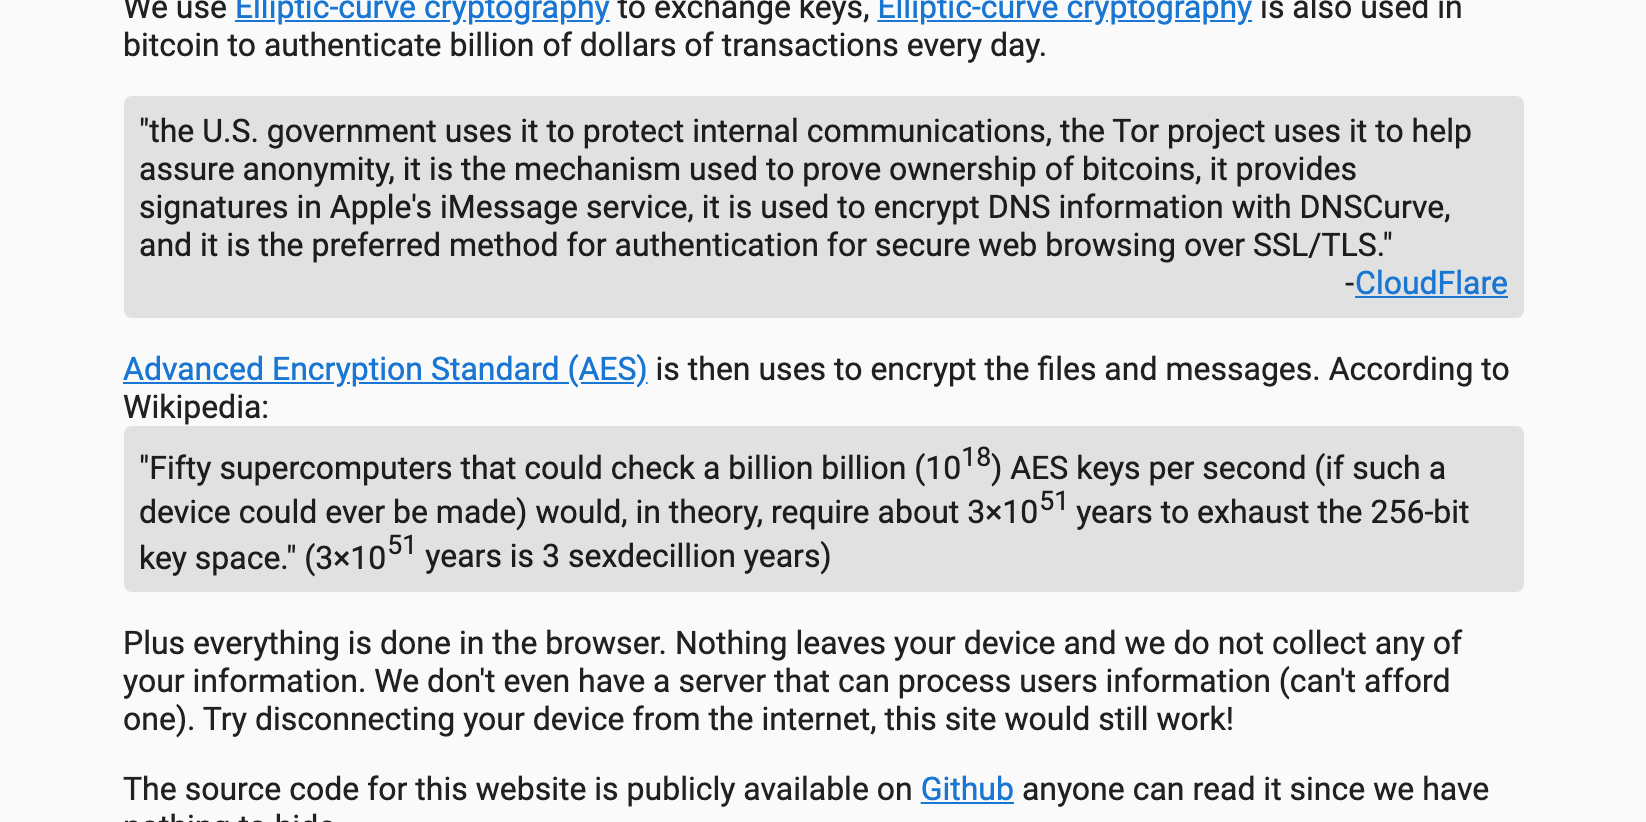 We use Elliptic-curve cryptography to exchange keys, Elliptic-curve cryptography is also used in
bitcoin to authenticate billion of dollars of transactions every day.
"the U.S. government uses it to protect internal communications, the Tor project uses it to help
assure anonymity, it is the mechanism used to prove ownership of bitcoins, it provides
signatures in Apple's iMessage service, it is used to encrypt DNS information with DNSCurve,
and it is the preferred method for authentication for secure web browsing over SSL/TLS."
-CloudFlare
Advanced Encryption Standard (AES) is then uses to encrypt the files and messages. According to
Wikipedia:
"Fifty supercomputers that could check a billion billion (10¹⁸) AES keys per second (if such a
device could ever be made) would, in theory, require about 3×10⁵¹ years to exhaust the 256-bit
key space." (3×10⁵¹ years is 3 sexdecillion years)
Plus everything is done in the browser. Nothing leaves your device and we do not collect any of
your information. We don't even have a server that can process users information (can't afford
one). Try disconnecting your device from the internet, this site would still work!
The source code for this website is publicly available on Github anyone can read it since we have
nothing to hide